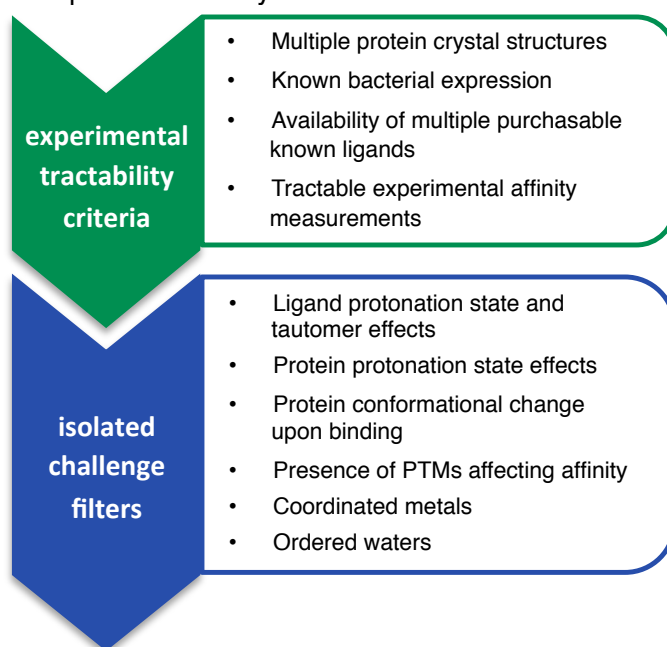 experimental
tractability
criteria
• Multiple protein crystal structures
• Known bacterial expression
• Availability of multiple purchasable
known ligands
• Tractable experimental affinity
measurements
isolated
challenge
filters
• Ligand protonation state and
tautomer effects
• Protein protonation state effects
• Protein conformational change
upon binding
• Presence of PTMs affecting affinity
• Coordinated metals
• Ordered waters